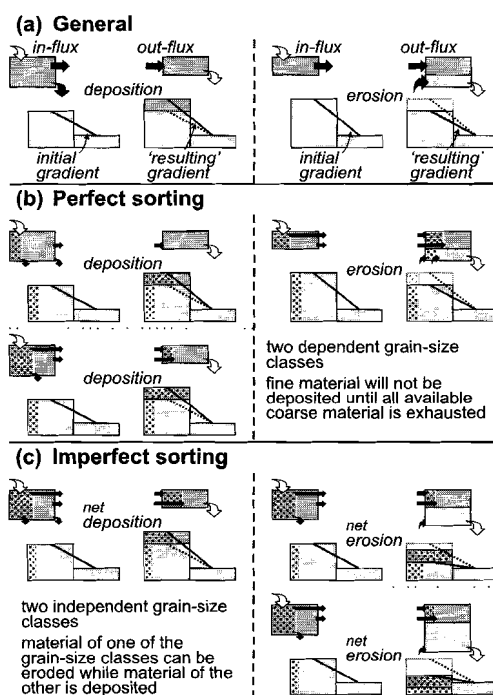 (a) General
in-flux out-flux
deposition
initial gradient
'resulting' gradient
in-flux out-flux
erosion
initial gradient
'resulting' gradient
(b) Perfect sorting
deposition
deposition
erosion
two dependent grain-size
classes
fine material will not be
deposited until all available
coarse material is exhausted
(c) Imperfect sorting
net
deposition
two independent grain-size
classes
material of one of the
grain-size classes can be
eroded while material of the
other is deposited
net
erosion
net
erosion